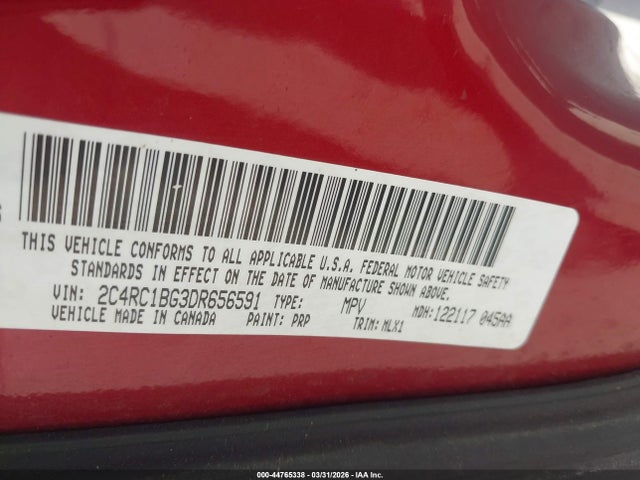 THIS VEHICLE CONFORMS TO ALL APPLICABLE U.S.A. FEDERAL MOTOR VEHICLE SAFETY
STANDARDS IN EFFECT ON THE DATE OF MANUFACTURE SHOWN ABOVE.
VIN: 2C4RC1BG3DR656591 TYPE: MPV MDH:122117 045AA
VEHICLE MADE IN CANADA PAINT: PRP TRIM: MLX1
000-44765338 | 03/31/2026 | IAA Inc.